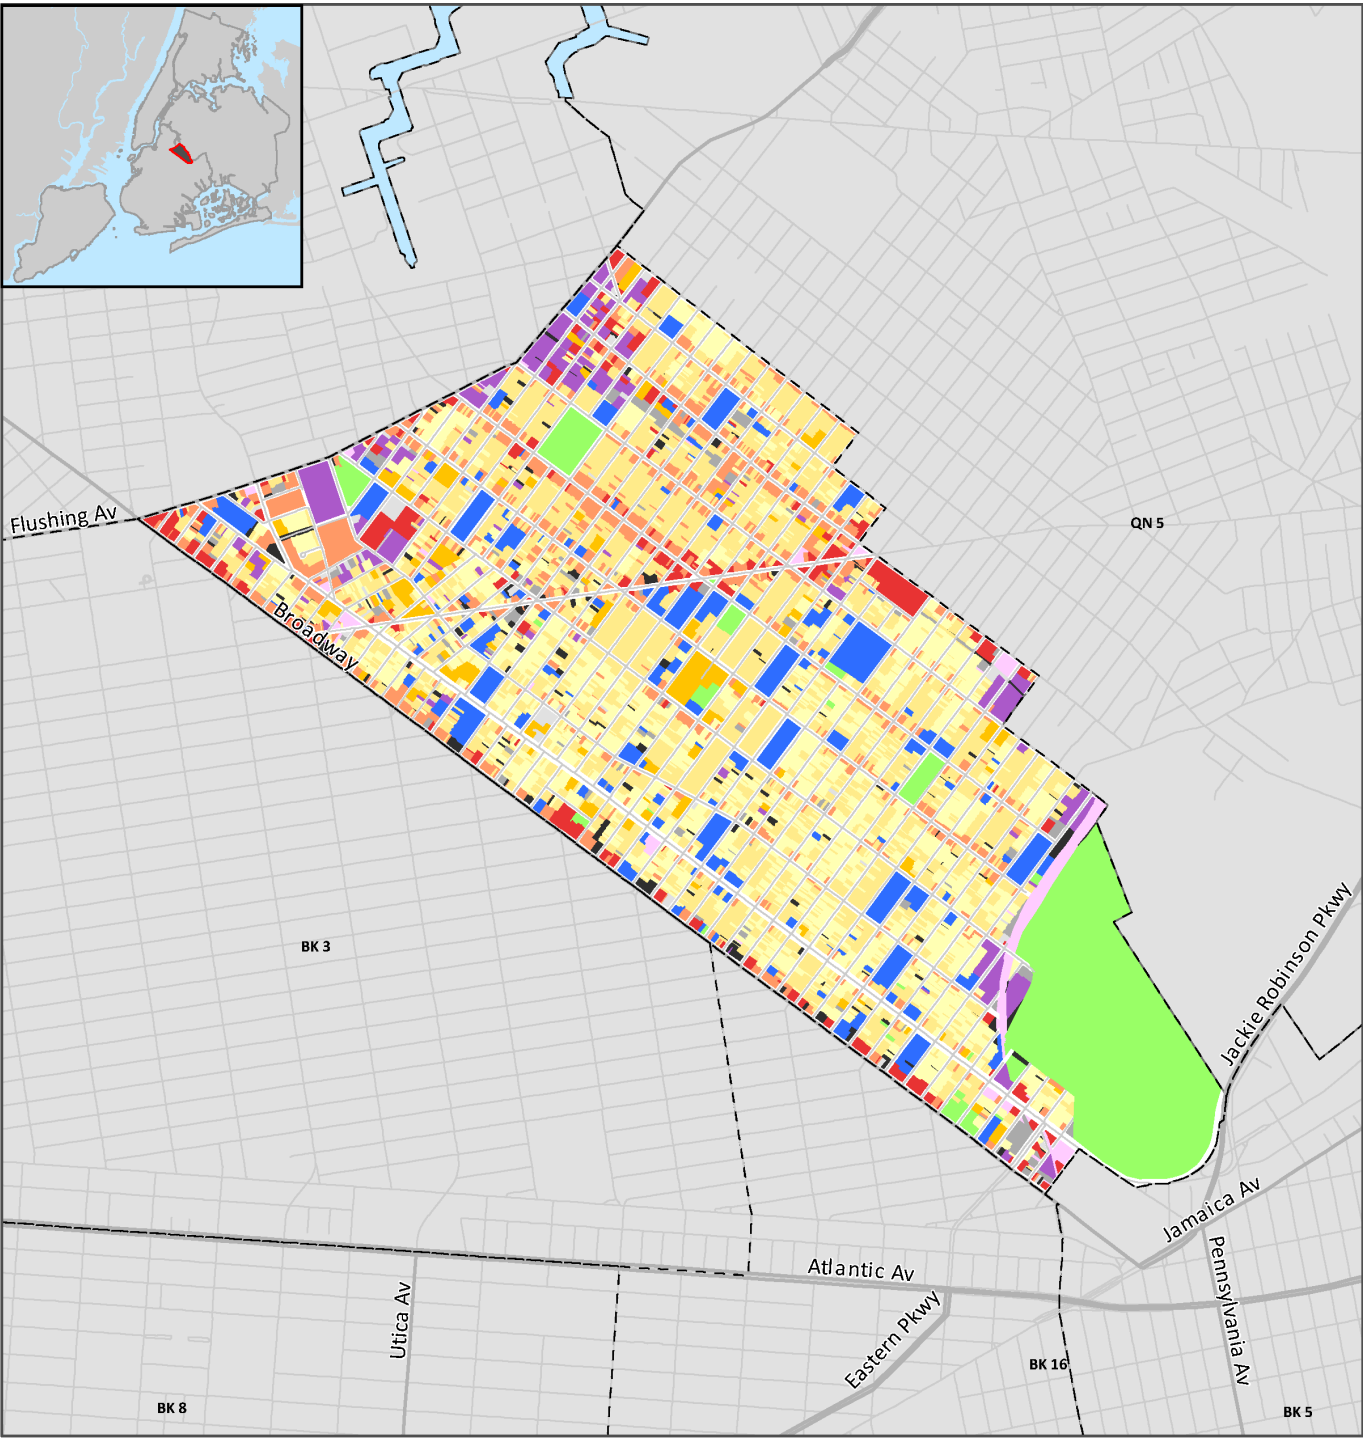 Flushing Av
QN 5
Broadway
BK 3
Jackie Robinson Pkwy
Jamaica Av
Atlantic Av
Pennsylvania Av
Utica Av
Eastern Pkwy
BK 16
BK 8
BK 5